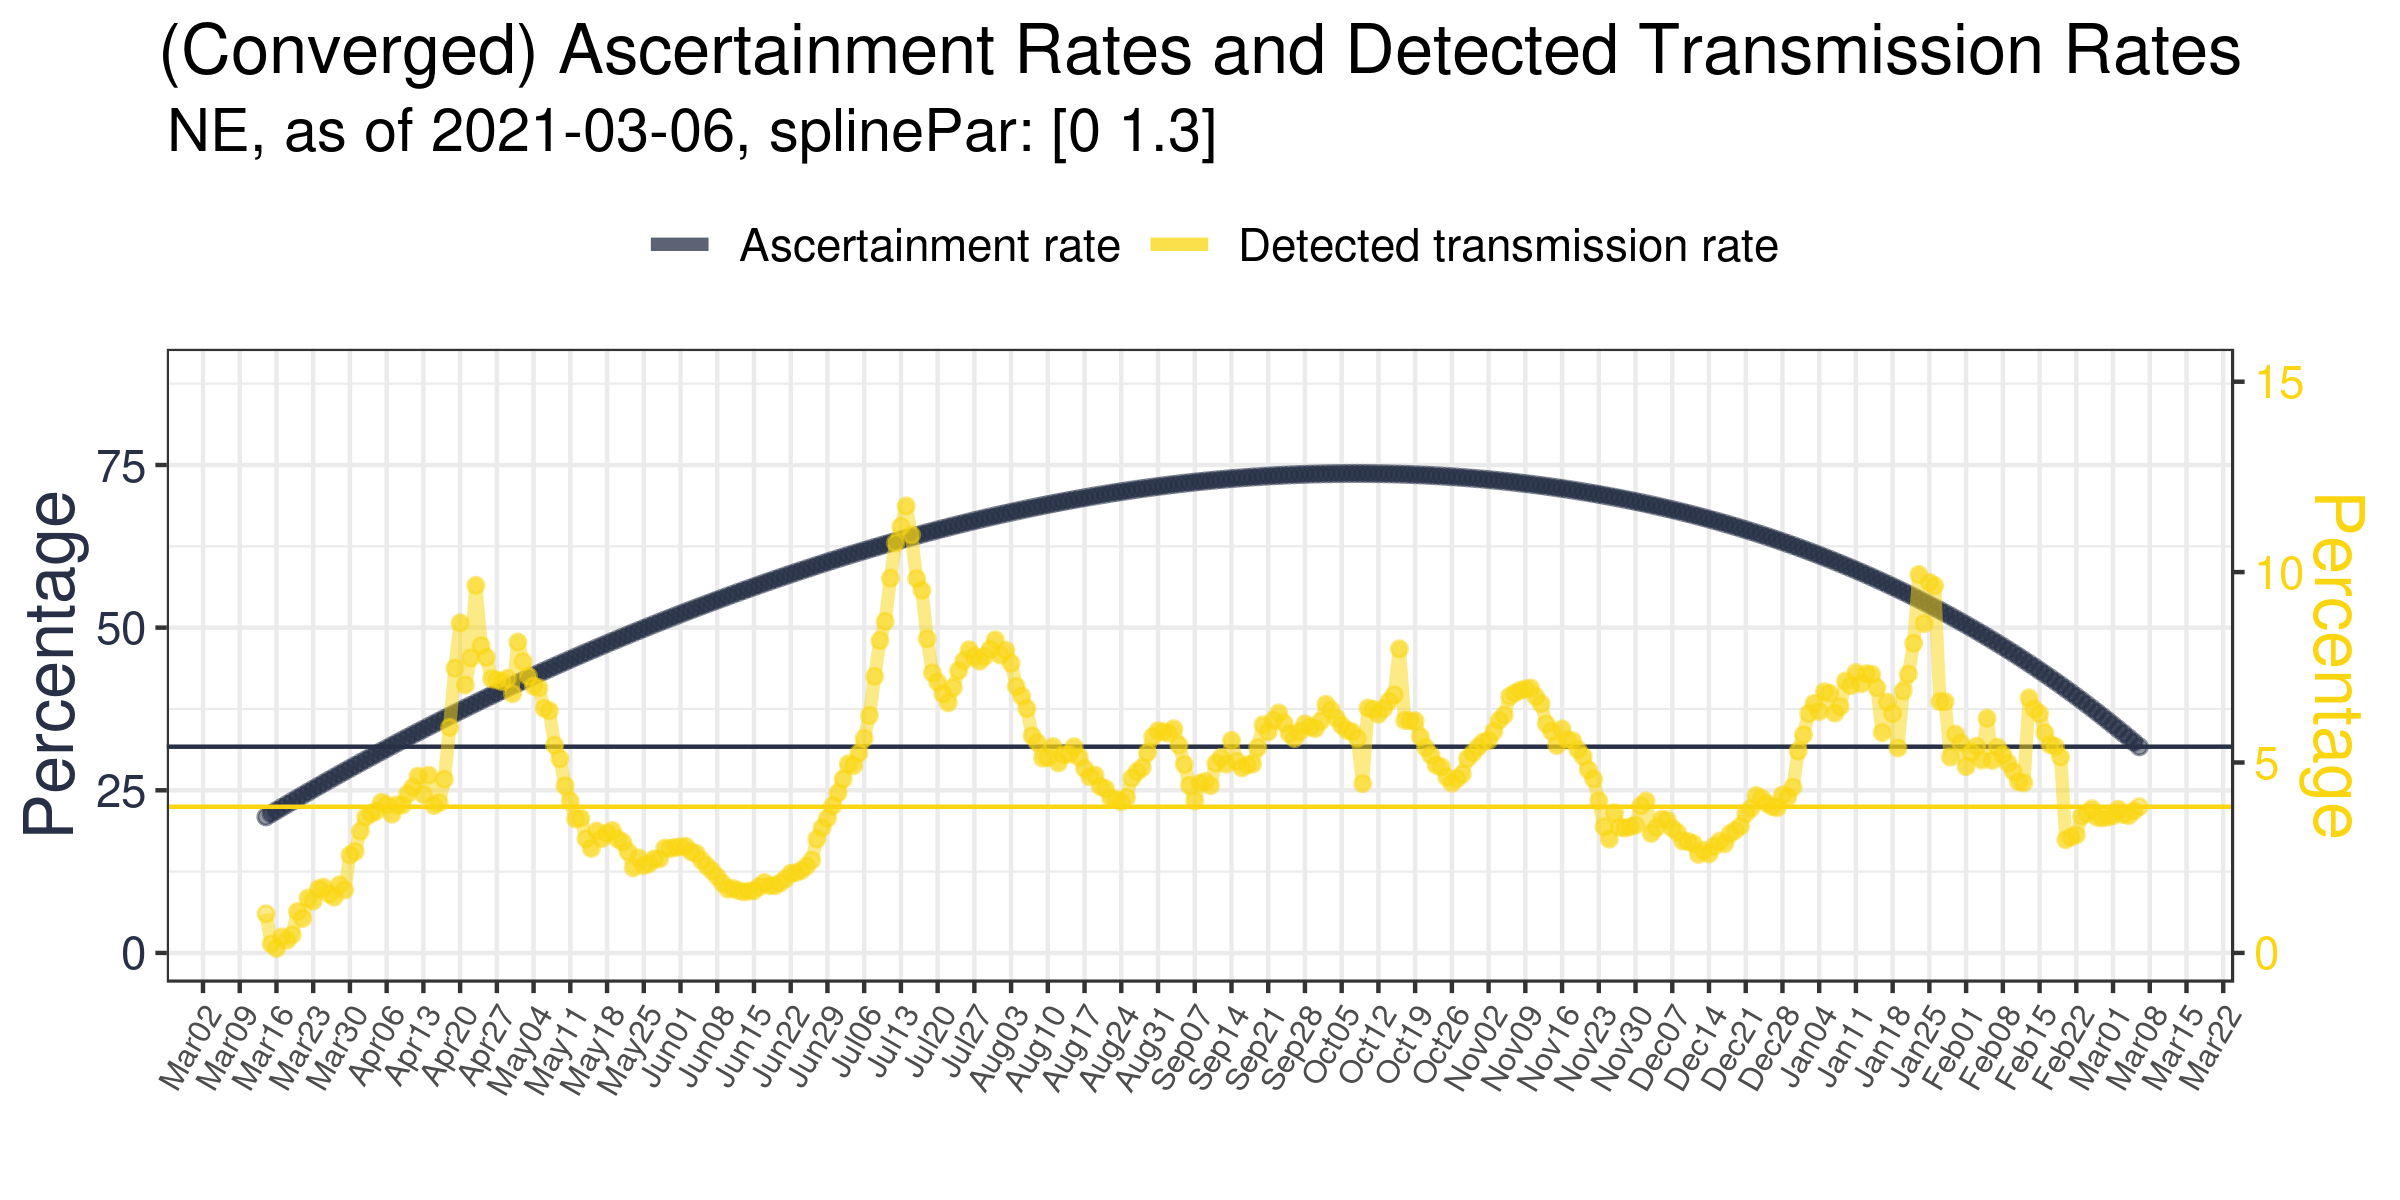 (Converged) Ascertainment Rates and Detected Transmission Rates
NE, as of 2021-03-06, splinePar: [0 1.3]
Ascertainment rate Detected transmission rate
Percentage
75
50
25
0
15
10
5
0
Percentage
Mar02 Mar09 Mar16 Mar23 Mar30 Apr06 Apr13 Apr20 Apr27 May04 May11 May18 May25 Jun01 Jun08 Jun15 Jun22 Jun29 Jul06 Jul13 Jul20 Jul27 Aug03 Aug10 Aug17 Aug24 Aug31 Sep07 Sep14 Sep21 Sep28 Oct05 Oct12 Oct19 Oct26 Nov02 Nov09 Nov16 Nov23 Nov30 Dec07 Dec14 Dec21 Dec28 Jan04 Jan11 Jan18 Jan25 Feb01 Feb08 Feb15 Feb22 Mar01 Mar08 Mar15 Mar22